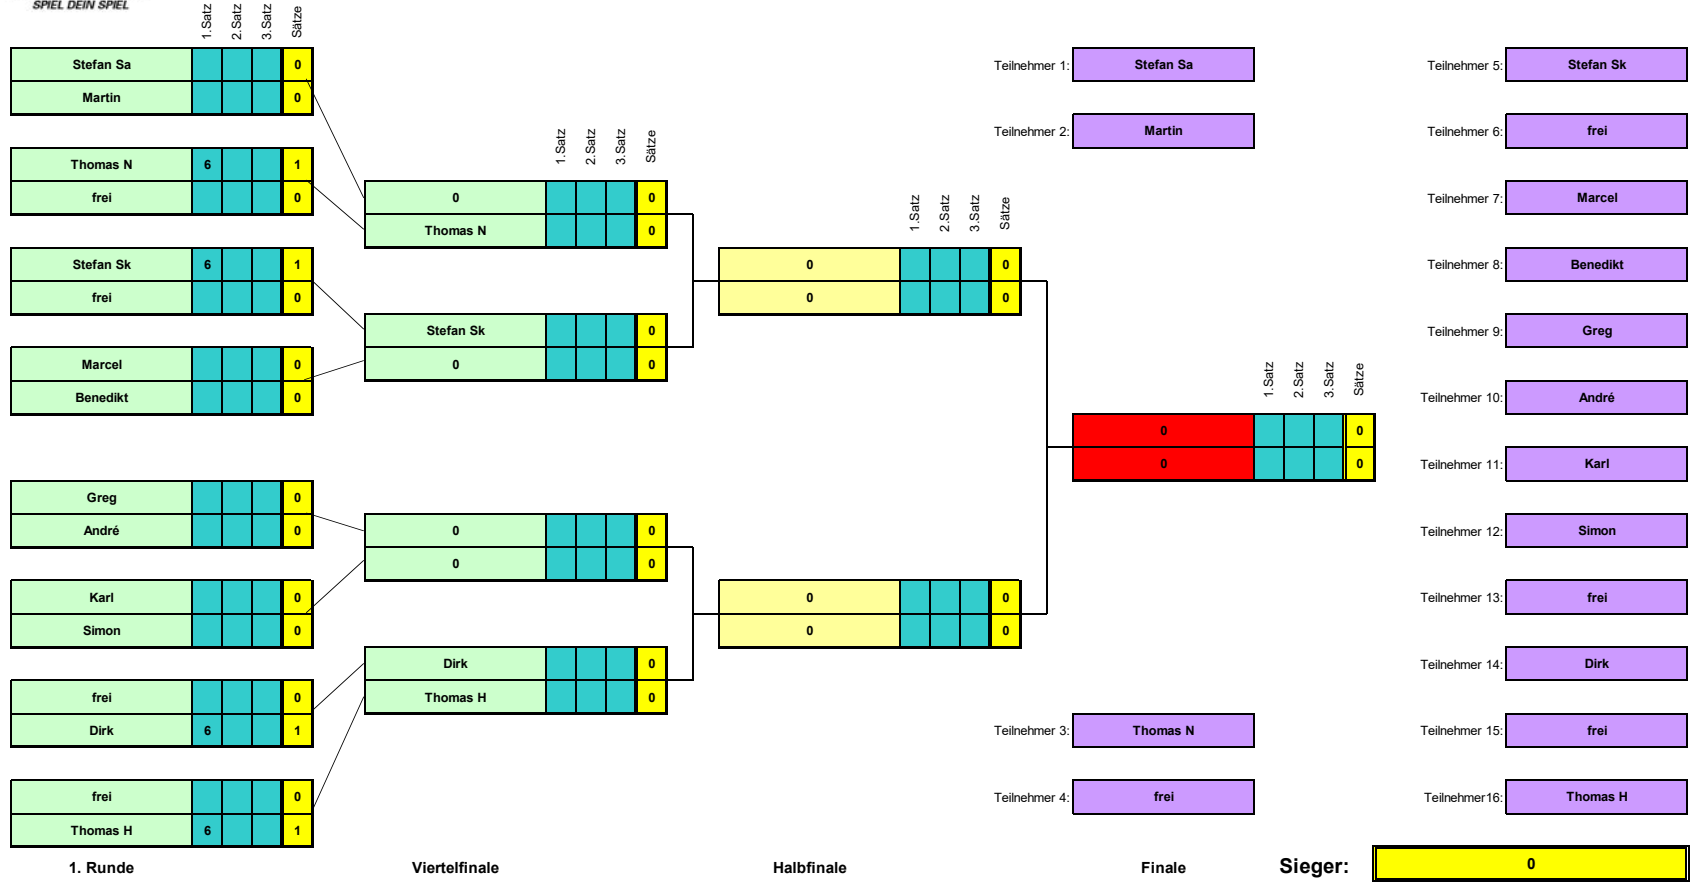 SPIEL DEIN SPIEL
1.Satz 2.Satz 3.Satz Sätze
Stefan Sa 0
Martin 0
Thomas N 6 1
frei 0
Stefan Sk 6 1
frei 0
Marcel 0
Benedikt 0
Greg 0
André 0
Karl 0
Simon 0
frei 0
Dirk 6 1
frei 0
Thomas H 6 1
1. Runde
1.Satz 2.Satz 3.Satz Sätze
0 0
Thomas N 0
Stefan Sk 0
0 0
0 0
0 0
Dirk 0
Thomas H 0
Viertelfinale
1.Satz 2.Satz 3.Satz Sätze
0 0
0 0
0 0
0 0
Halbfinale
Teilnehmer 1: Stefan Sa
Teilnehmer 2: Martin
1.Satz 2.Satz 3.Satz Sätze
0 0
0 0
Teilnehmer 3: Thomas N
Teilnehmer 4: frei
Finale
Teilnehmer 5: Stefan Sk
Teilnehmer 6: frei
Teilnehmer 7: Marcel
Teilnehmer 8: Benedikt
Teilnehmer 9: Greg
Teilnehmer 10: André
Teilnehmer 11: Karl
Teilnehmer 12: Simon
Teilnehmer 13: frei
Teilnehmer 14: Dirk
Teilnehmer 15: frei
Teilnehmer16: Thomas H
Sieger: 0